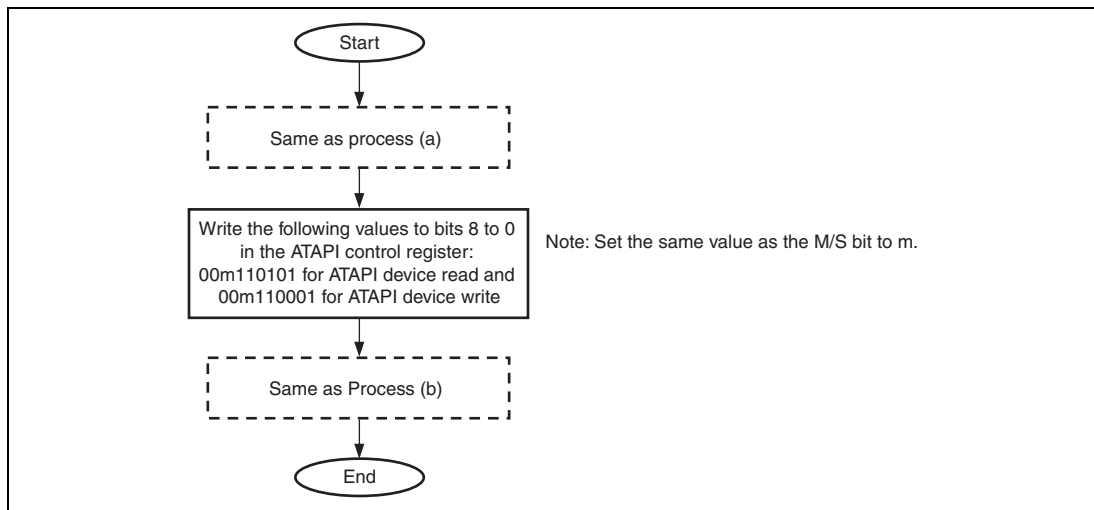 Start
Same as process (a)
Write the following values to bits 8 to 0
in the ATAPI control register:
00m110101 for ATAPI device read and
00m110001 for ATAPI device write
Note: Set the same value as the M/S bit to m.
Same as Process (b)
End